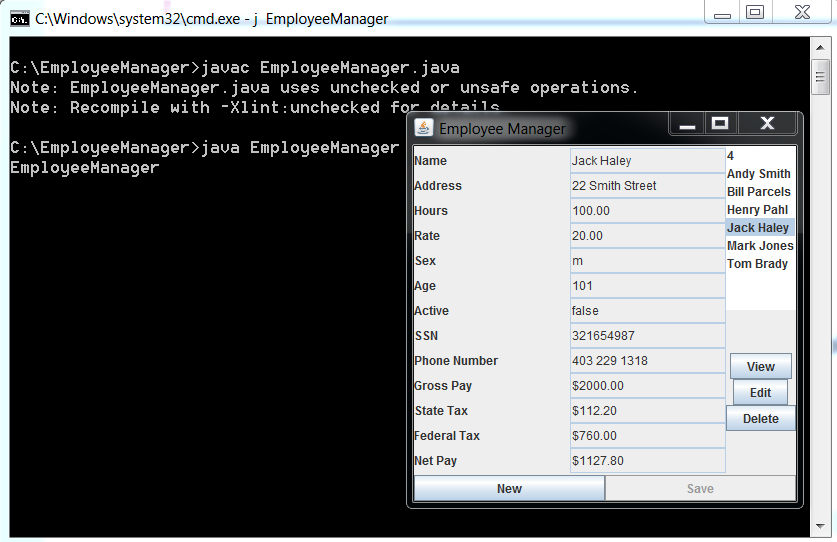 C:\Windows\system32\cmd.exe - j EmployeeManager
C:\EmployeeManager>javac EmployeeManager.java
Note: EmployeeManager.java uses unchecked or unsafe operations.
Note: Recompile with -Xlint:unchecked for details
C:\EmployeeManager>java EmployeeManager
EmployeeManager
Employee Manager
Name Jack Haley
Address 22 Smith Street
Hours 100.00
Rate 20.00
Sex m
Age 101
Active false
SSN 321654987
Phone Number 403 229 1318
Gross Pay $2000.00
State Tax $112.20
Federal Tax $760.00
Net Pay $1127.80
4
Andy Smith
Bill Parcels
Henry Pahl
Jack Haley
Mark Jones
Tom Brady
View
Edit
Delete
New Save